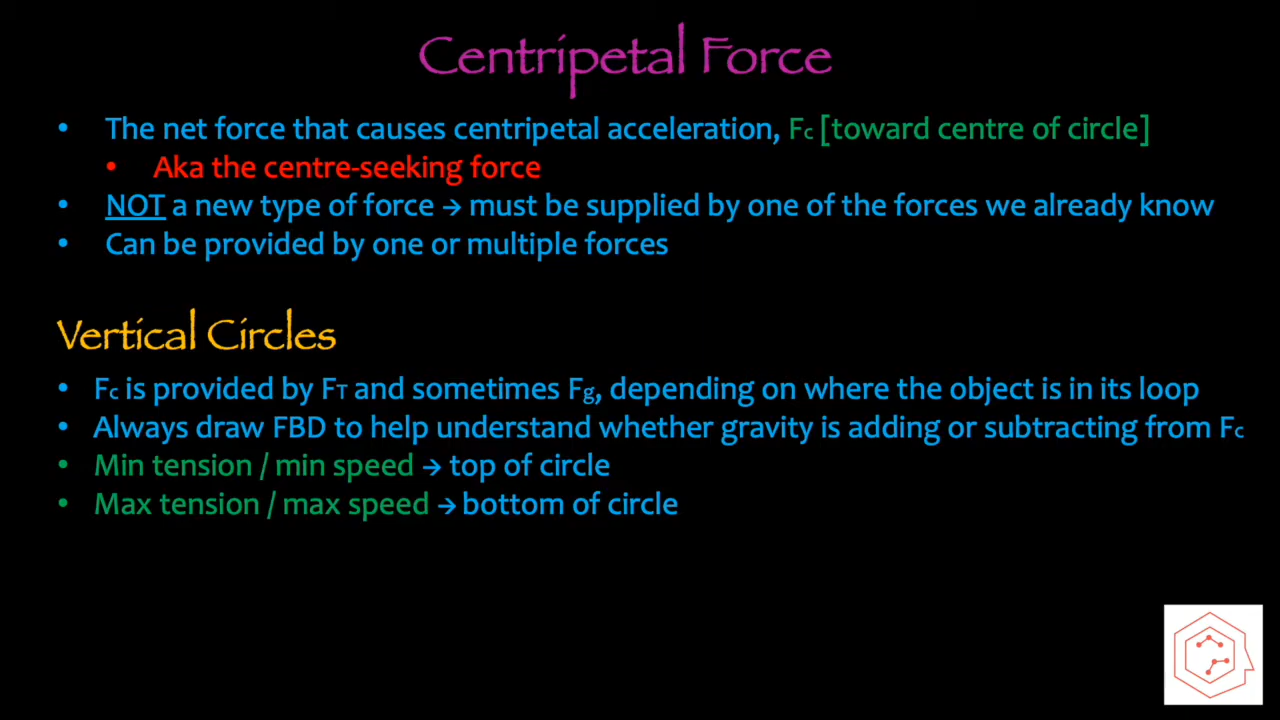 Centripetal Force
• The net force that causes centripetal acceleration, Fc [toward centre of circle]
• Aka the centre-seeking force
• NOT a new type of force → must be supplied by one of the forces we already know
• Can be provided by one or multiple forces
Vertical Circles
• Fc is provided by FT and sometimes Fg, depending on where the object is in its loop
• Always draw FBD to help understand whether gravity is adding or subtracting from Fc
• Min tension / min speed → top of circle
• Max tension / max speed → bottom of circle